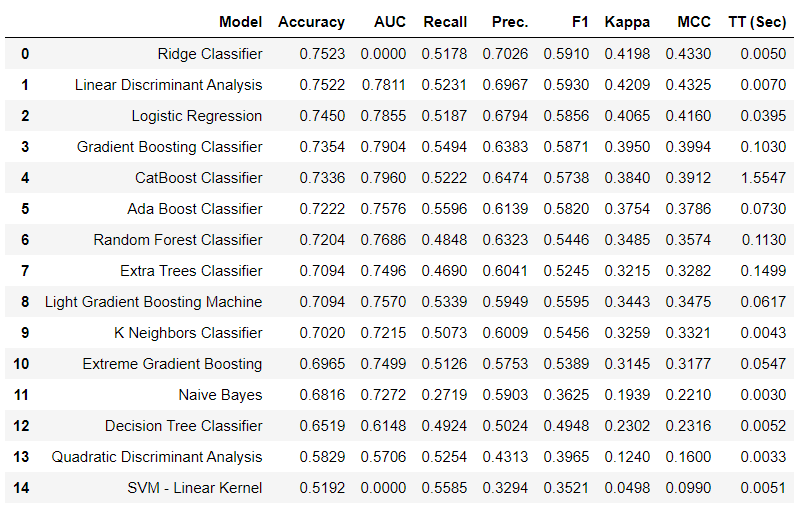 Model Accuracy AUC Recall Prec. F1 Kappa MCC TT (Sec)
0 Ridge Classifier 0.7523 0.0000 0.5178 0.7026 0.5910 0.4198 0.4330 0.0050
1 Linear Discriminant Analysis 0.7522 0.7811 0.5231 0.6967 0.5930 0.4209 0.4325 0.0070
2 Logistic Regression 0.7450 0.7855 0.5187 0.6794 0.5856 0.4065 0.4160 0.0395
3 Gradient Boosting Classifier 0.7354 0.7904 0.5494 0.6383 0.5871 0.3950 0.3994 0.1030
4 CatBoost Classifier 0.7336 0.7960 0.5222 0.6474 0.5738 0.3840 0.3912 1.5547
5 Ada Boost Classifier 0.7222 0.7576 0.5596 0.6139 0.5820 0.3754 0.3786 0.0730
6 Random Forest Classifier 0.7204 0.7686 0.4848 0.6323 0.5446 0.3485 0.3574 0.1130
7 Extra Trees Classifier 0.7094 0.7496 0.4690 0.6041 0.5245 0.3215 0.3282 0.1499
8 Light Gradient Boosting Machine 0.7094 0.7570 0.5339 0.5949 0.5595 0.3443 0.3475 0.0617
9 K Neighbors Classifier 0.7020 0.7215 0.5073 0.6009 0.5456 0.3259 0.3321 0.0043
10 Extreme Gradient Boosting 0.6965 0.7499 0.5126 0.5753 0.5389 0.3145 0.3177 0.0547
11 Naive Bayes 0.6816 0.7272 0.2719 0.5903 0.3625 0.1939 0.2210 0.0030
12 Decision Tree Classifier 0.6519 0.6148 0.4924 0.5024 0.4948 0.2302 0.2316 0.0052
13 Quadratic Discriminant Analysis 0.5829 0.5706 0.5254 0.4313 0.3965 0.1240 0.1600 0.0033
14 SVM - Linear Kernel 0.5192 0.0000 0.5585 0.3294 0.3521 0.0498 0.0990 0.0051